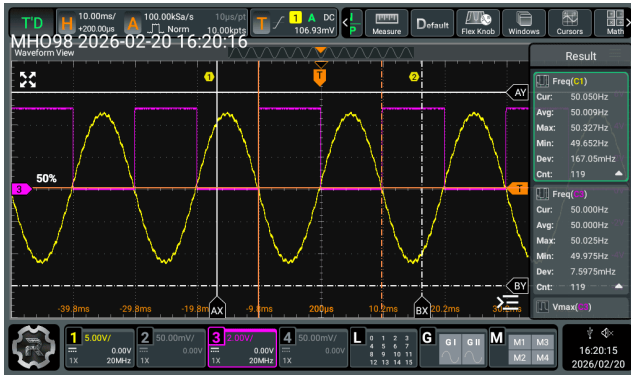 T'D H 10.00ms/ +200.00µs A 100.00kSa/s Norm 10µs/pt 10.00kpts T 1 A DC 106.93mV
Measure Default Flex Knob Windows Cursors Math
MHO98 2026-02-20 16:20:16
Waveform View
Result
1 T 2
AY
50%
3 T
BY
-39.8ms -29.8ms -19.8ms -9.8ms 200µs 10.2ms 20.2ms 30.2ms
AX BX
Freq(C1)
Cur: 50.050Hz
Avg: 50.009Hz
Max: 50.327Hz
Min: 49.652Hz
Dev: 167.05mHz
Cnt: 119
Freq(
Cur: 50.000Hz
Avg: 50.000Hz
Max: 50.025Hz
Min: 49.975Hz
Dev: 7.5975mHz
Cnt: 119
Vmax(
1 5.00V/ 0.00V 1X 20MHz
2 50.00mV/ 0.00V 1X
3 2.00V/ 0.00V 1X 20MHz
4 50.00mV/ 0.00V 1X
L 0 1 2 3
4 5 6 7
8 9 10 11
12 13 14 15
G GI GII
M M1 M3
M2 M4
16:20:15
2026/02/20